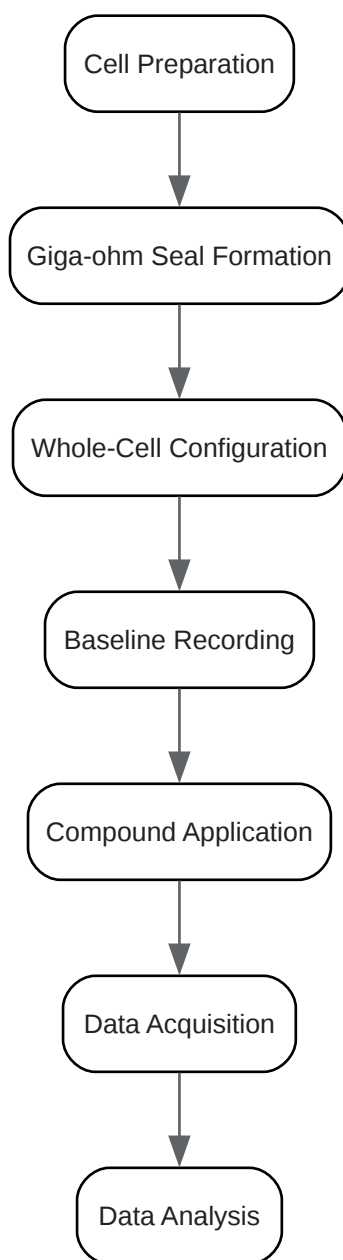 Cell Preparation
Giga-ohm Seal Formation
Whole-Cell Configuration
Baseline Recording
Compound Application
Data Acquisition
Data Analysis